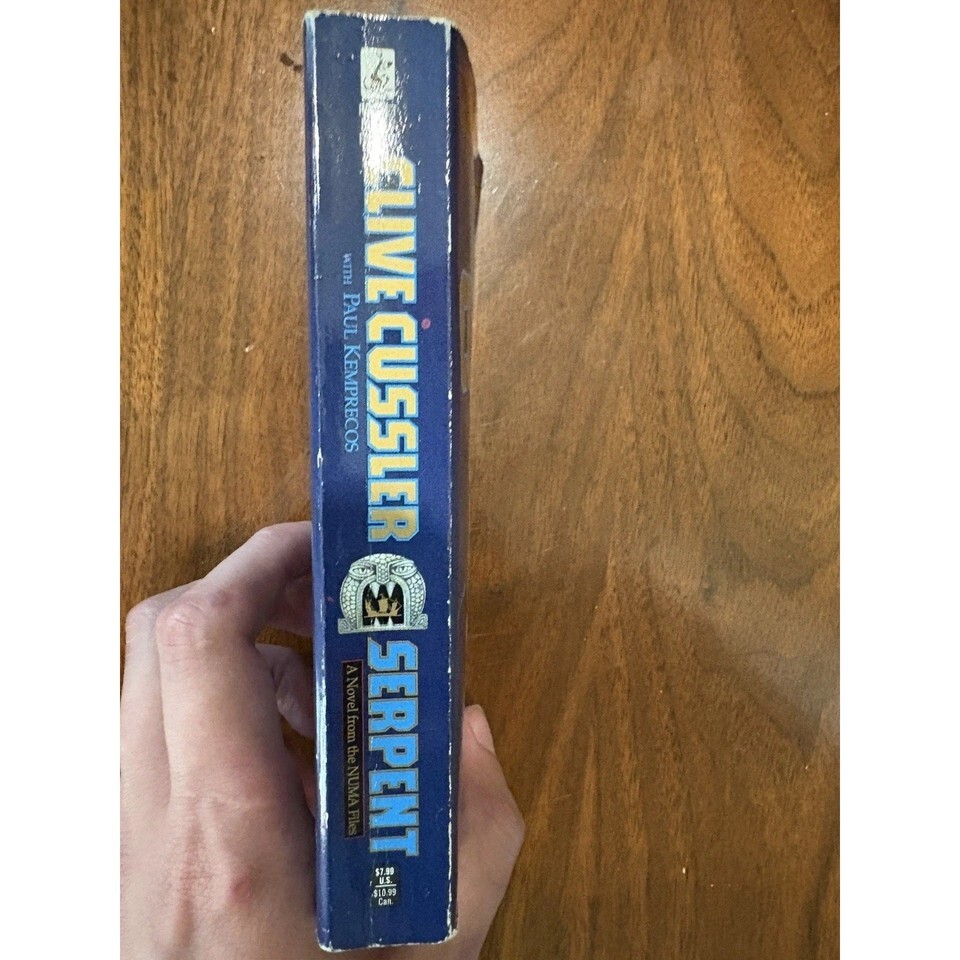 CLIVE CUSSLER
WITH PAUL KEMPRECOS
SERPENT
A Novel from the NUMA Files
$7.99
U.S.
$10.99
Can.